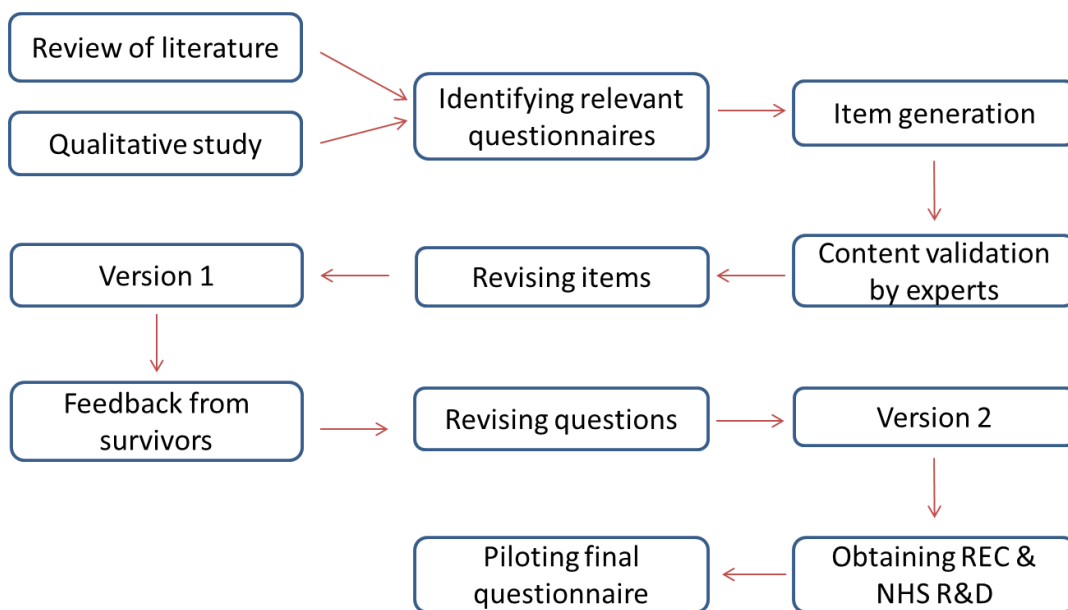 Review of literature
Qualitative study
Identifying relevant
questionnaires
Item generation
Content validation
by experts
Revising items
Version 1
Feedback from
survivors
Revising questions
Version 2
Obtaining REC &
NHS R&D
Piloting final
questionnaire